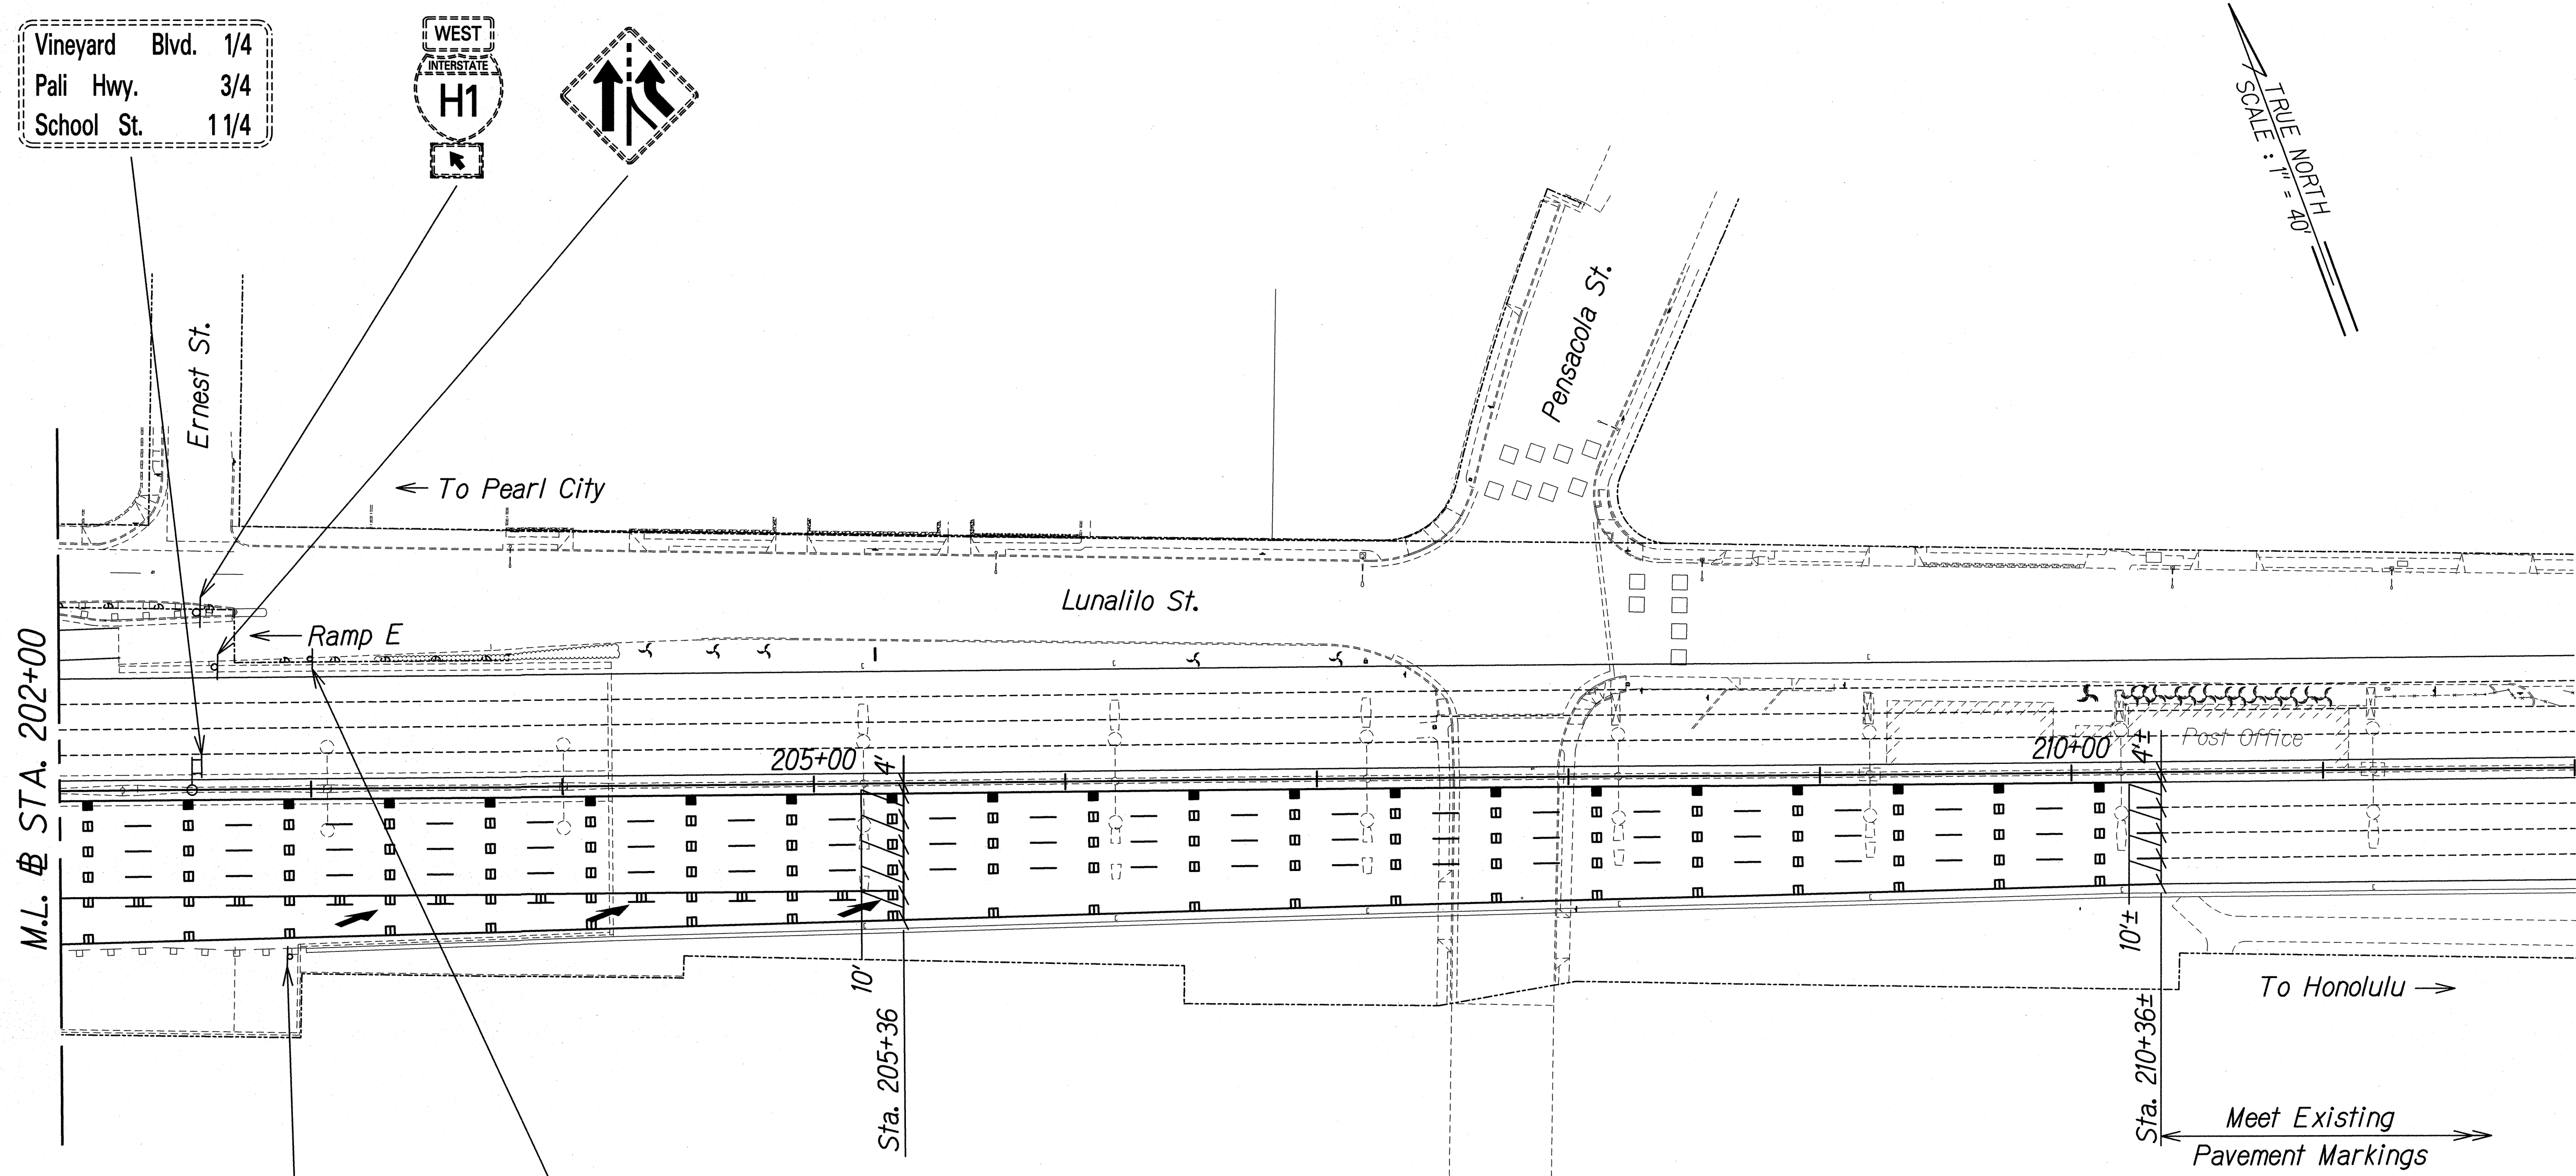 Vineyard Blvd. 1/4
Pali Hwy. 3/4
School St. 1 1/4
WEST
INTERSTATE
H1
TRUE NORTH
SCALE : 1" = 40'
Ernest St.
Pensacola St.
To Pearl City
Lunalilo St.
Ramp E
M.L. ⅊ STA. 202+00
205+00
4'
210+00
4'±
Post Office
10'
Sta. 205+36
10'±
Sta. 210+36±
To Honolulu
Meet Existing
Pavement Markings